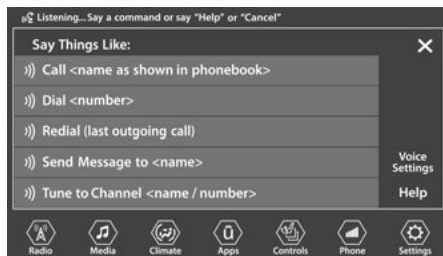 Listening... Say a command or say "Help" or "Cancel"
Say Things Like:
Call <name as shown in phonebook>
Dial <number>
Redial (last outgoing call)
Send Message to <name>
Tune to Channel <name / number>
Voice
Settings
Help
Radio
Media
Climate
Apps
Controls
Phone
Settings